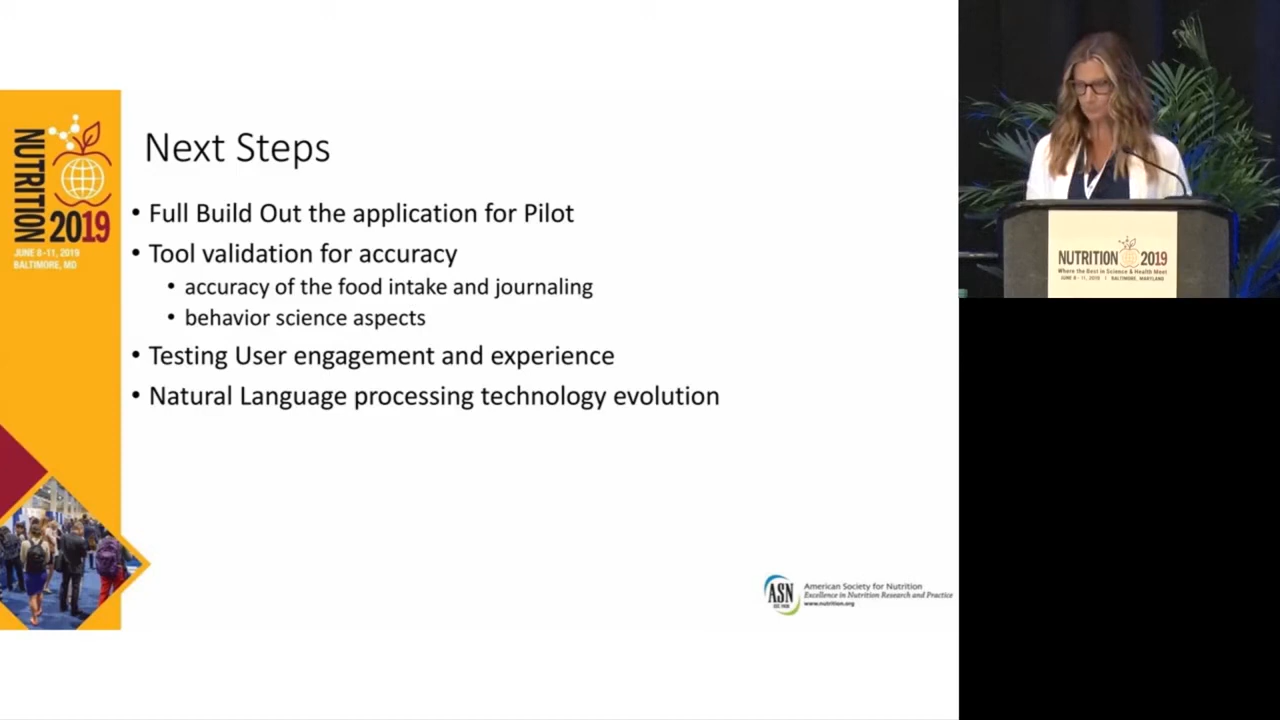 NUTRITION
2019
JUNE 8-11, 2019
BALTIMORE, MD
Next Steps
• Full Build Out the application for Pilot
• Tool validation for accuracy
• accuracy of the food intake and journaling
• behavior science aspects
• Testing User engagement and experience
• Natural Language processing technology evolution
ASN
American Society for Nutrition
Excellence in Nutrition Research and Practice
www.nutrition.org
NUTRITION 2019
Where the Best in Science & Health Meet
JUNE 8 - 11, 2019 | BALTIMORE, MARYLAND